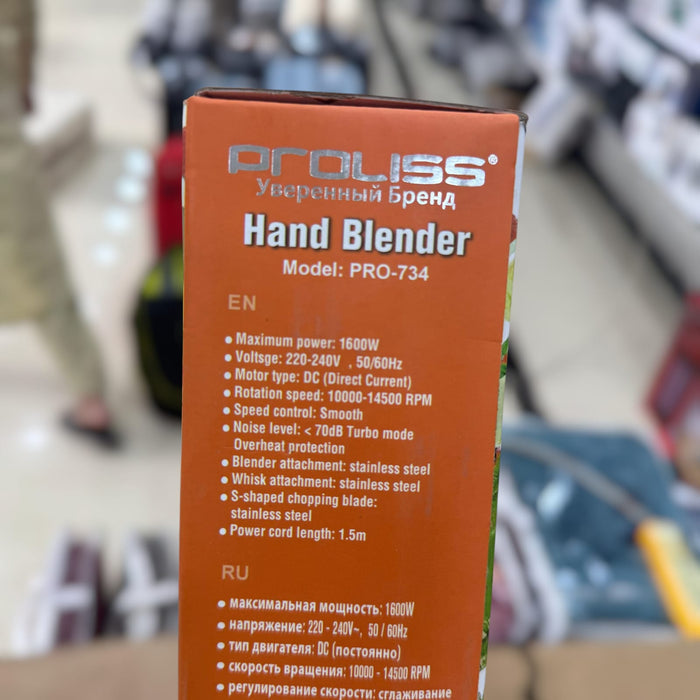 PROLISS®
Уверенный Бренд
Hand Blender
Model: PRO-734
EN
• Maximum power: 1600W
• Voltsge: 220-240V , 50/60Hz
• Motor type: DC (Direct Current)
• Rotation speed: 10000-14500 RPM
• Speed control: Smooth
• Noise level: < 70dB Turbo mode
Overheat protection
• Blender attachment: stainless steel
• Whisk attachment: stainless steel
• S-shaped chopping blade:
stainless steel
• Power cord length: 1.5m
RU
• максимальная мощность: 1600W
• напряжение: 220 - 240V~, 50 / 60Hz
• тип двигателя: DC (постоянно)
• скорость вращения: 10000 - 14500 RPM
• регулирование скорости: сглаживание